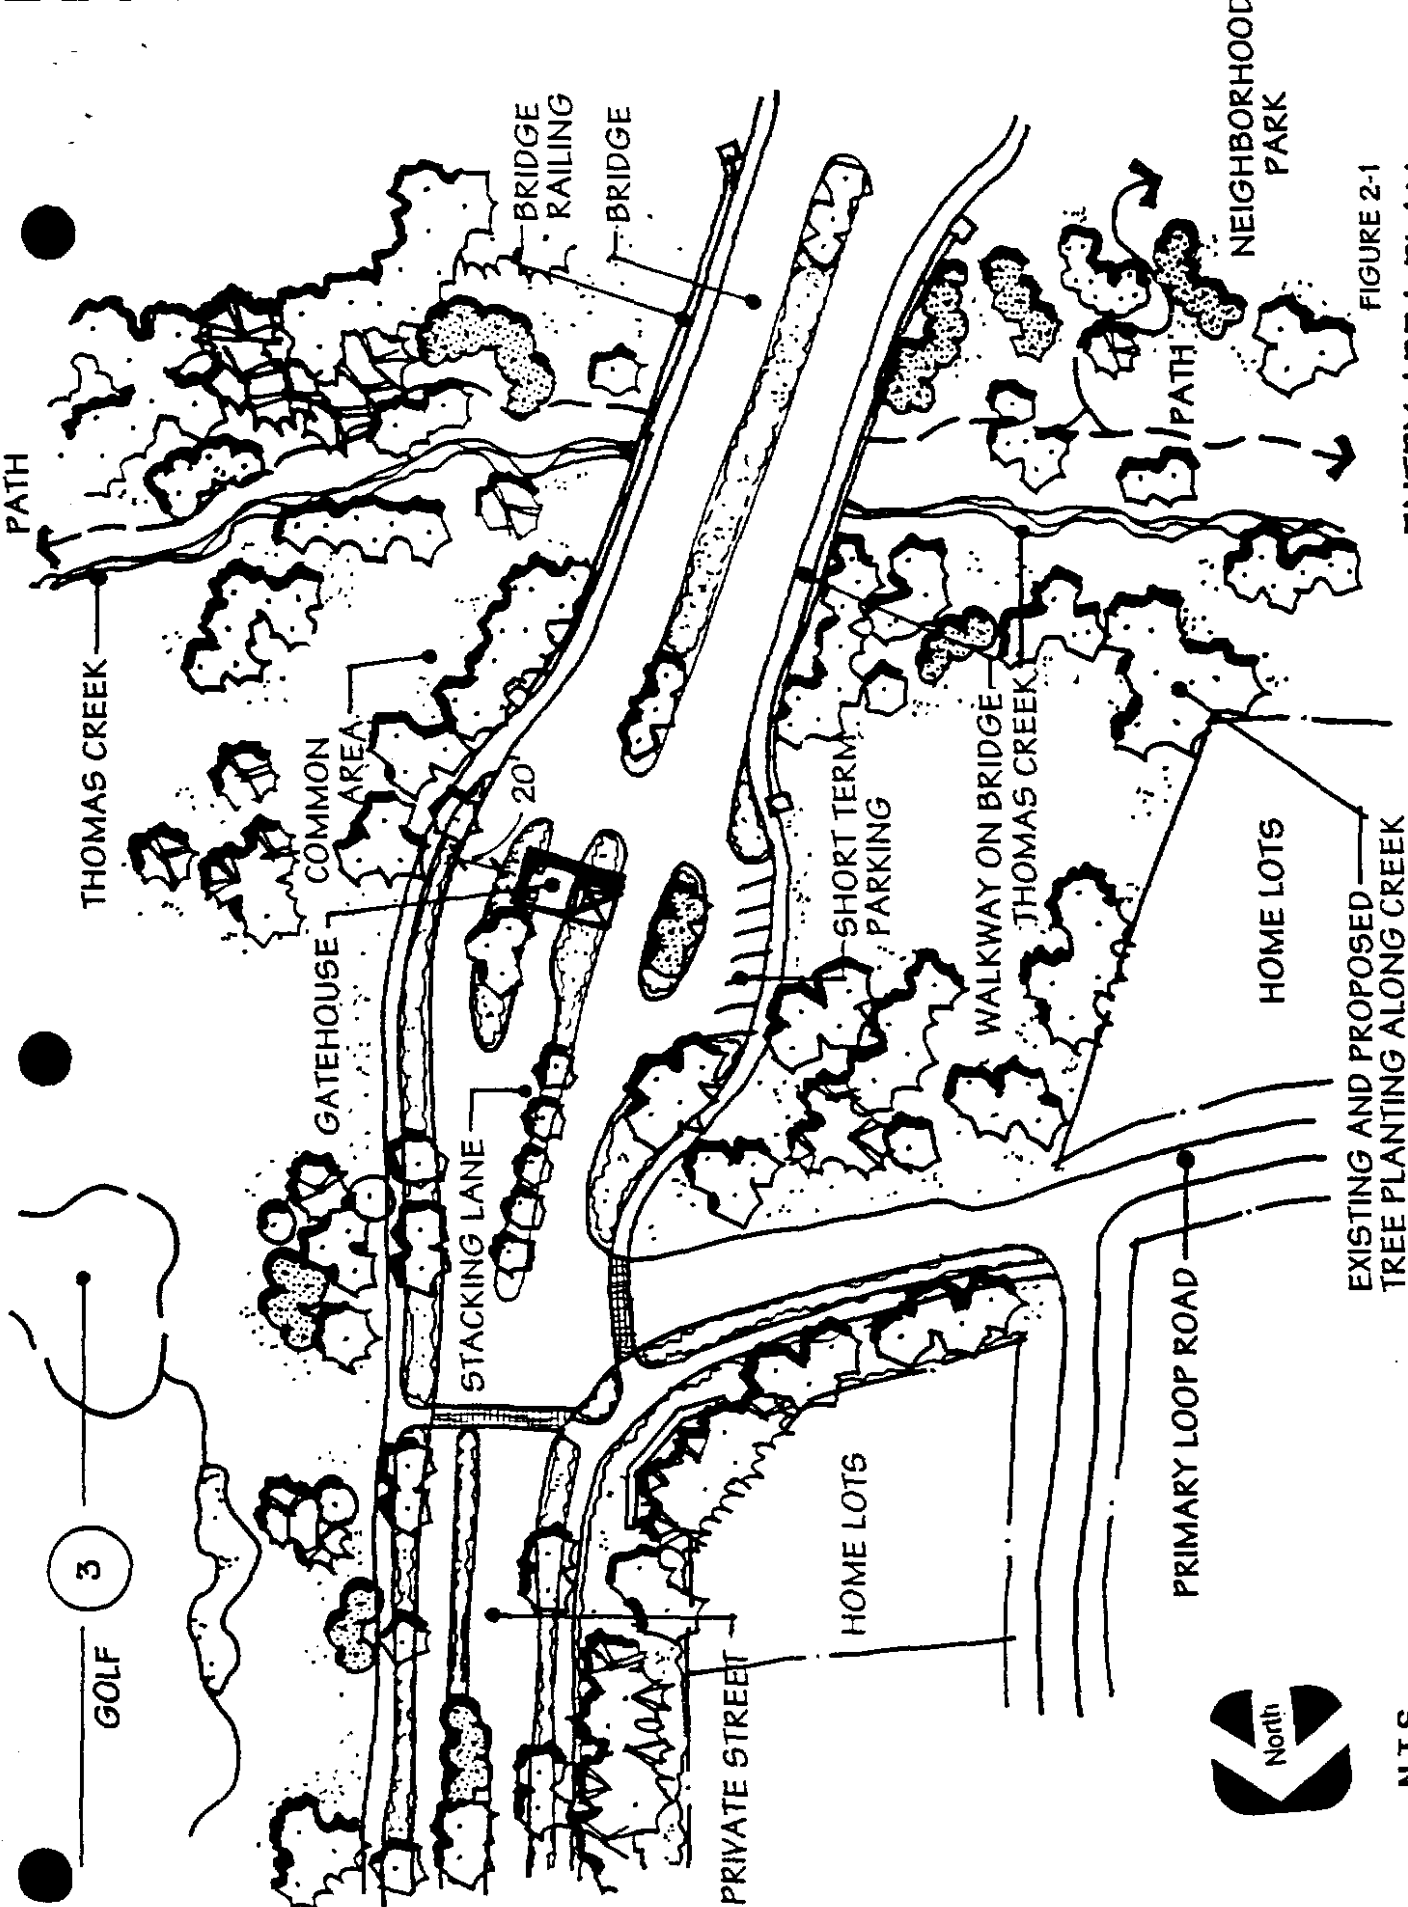 GOLF
3
PATH
THOMAS CREEK
COMMON
AREA
GATEHOUSE
20'
STACKING LANE
PRIVATE STREET
BRIDGE
RAILING
BRIDGE
SHORT TERM
PARKING
WALKWAY ON BRIDGE
THOMAS CREEK
HOME LOTS
HOME LOTS
PATH
NEIGHBORHOOD
PARK
PRIMARY LOOP ROAD
EXISTING AND PROPOSED
TREE PLANTING ALONG CREEK
North
FIGURE 2-1